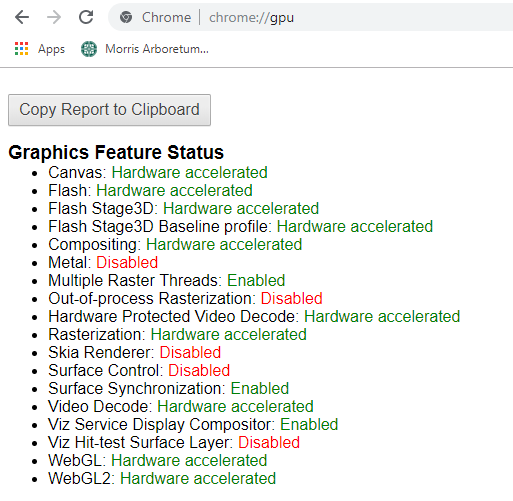 Chrome | chrome://gpu
Apps Morris Arboretum...
Copy Report to Clipboard
Graphics Feature Status
Canvas: Hardware accelerated
Flash: Hardware accelerated
Flash Stage3D: Hardware accelerated
Flash Stage3D Baseline profile: Hardware accelerated
Compositing: Hardware accelerated
Metal: Disabled
Multiple Raster Threads: Enabled
Out-of-process Rasterization: Disabled
Hardware Protected Video Decode: Hardware accelerated
Rasterization: Hardware accelerated
Skia Renderer: Disabled
Surface Control: Disabled
Surface Synchronization: Enabled
Video Decode: Hardware accelerated
Viz Service Display Compositor: Enabled
Viz Hit-test Surface Layer: Disabled
WebGL: Hardware accelerated
WebGL2: Hardware accelerated